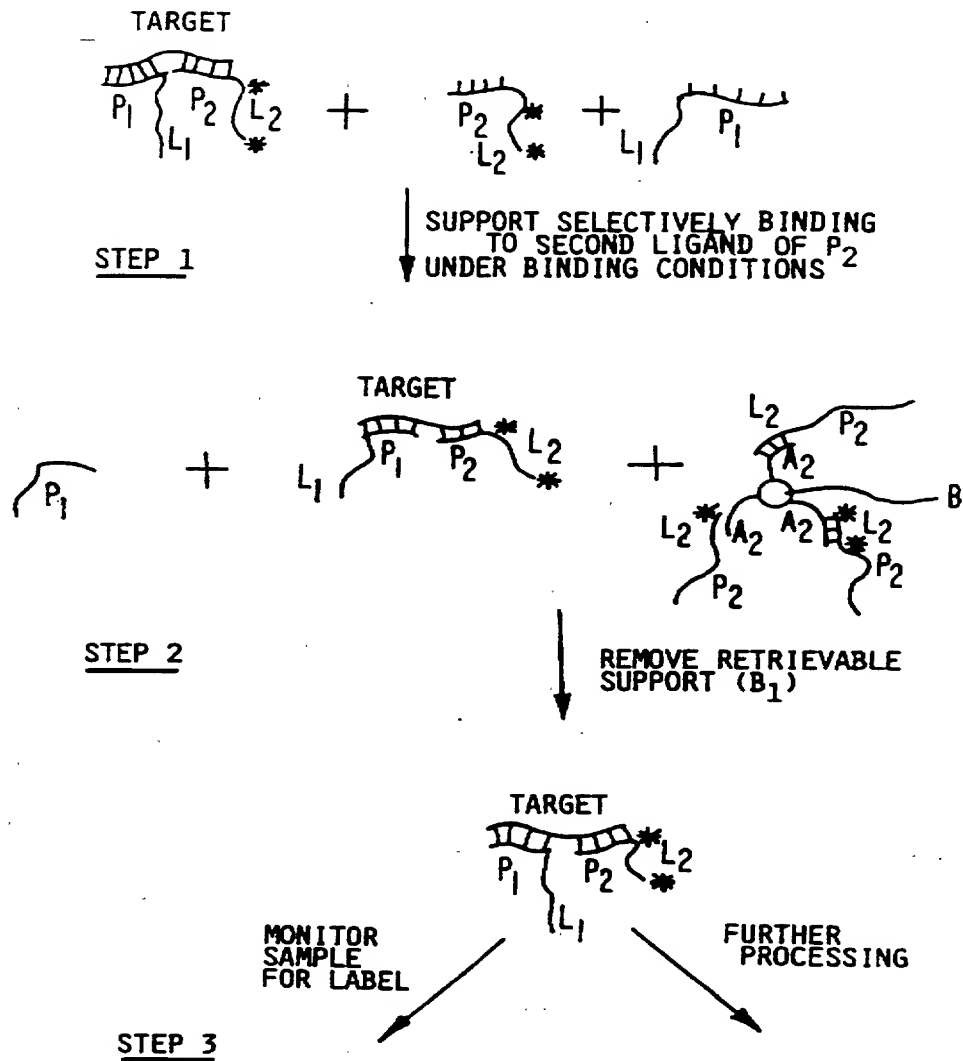 TARGET
P1 L1 P2 L2 * *
+
P2 L2 * *
+
L1 P1
STEP 1
SUPPORT SELECTIVELY BINDING
TO SECOND LIGAND OF P2
UNDER BINDING CONDITIONS
P1
+
TARGET
L1 P1 P2 L2 * *
+
L2 P2
A2
B
L2 * A2 A2 * L2
*
P2 P2
STEP 2
REMOVE RETRIEVABLE
SUPPORT (B1)
TARGET
P1 P2 * L2
*
L1
MONITOR
SAMPLE
FOR LABEL
FURTHER
PROCESSING
STEP 3